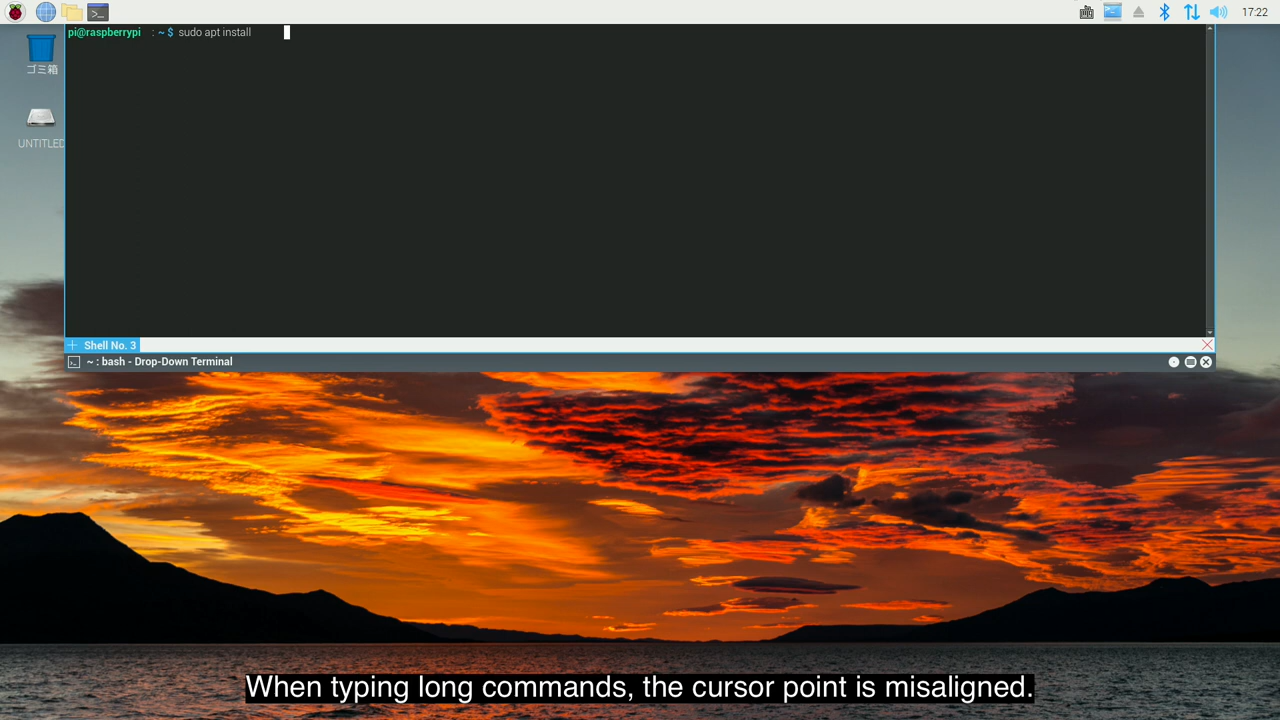 17:22
pi@raspberrypi : ~ $ sudo apt install
ゴミ箱
UNTITLED
Shell No. 3
~ : bash - Drop-Down Terminal
When typing long commands, the cursor point is misaligned.